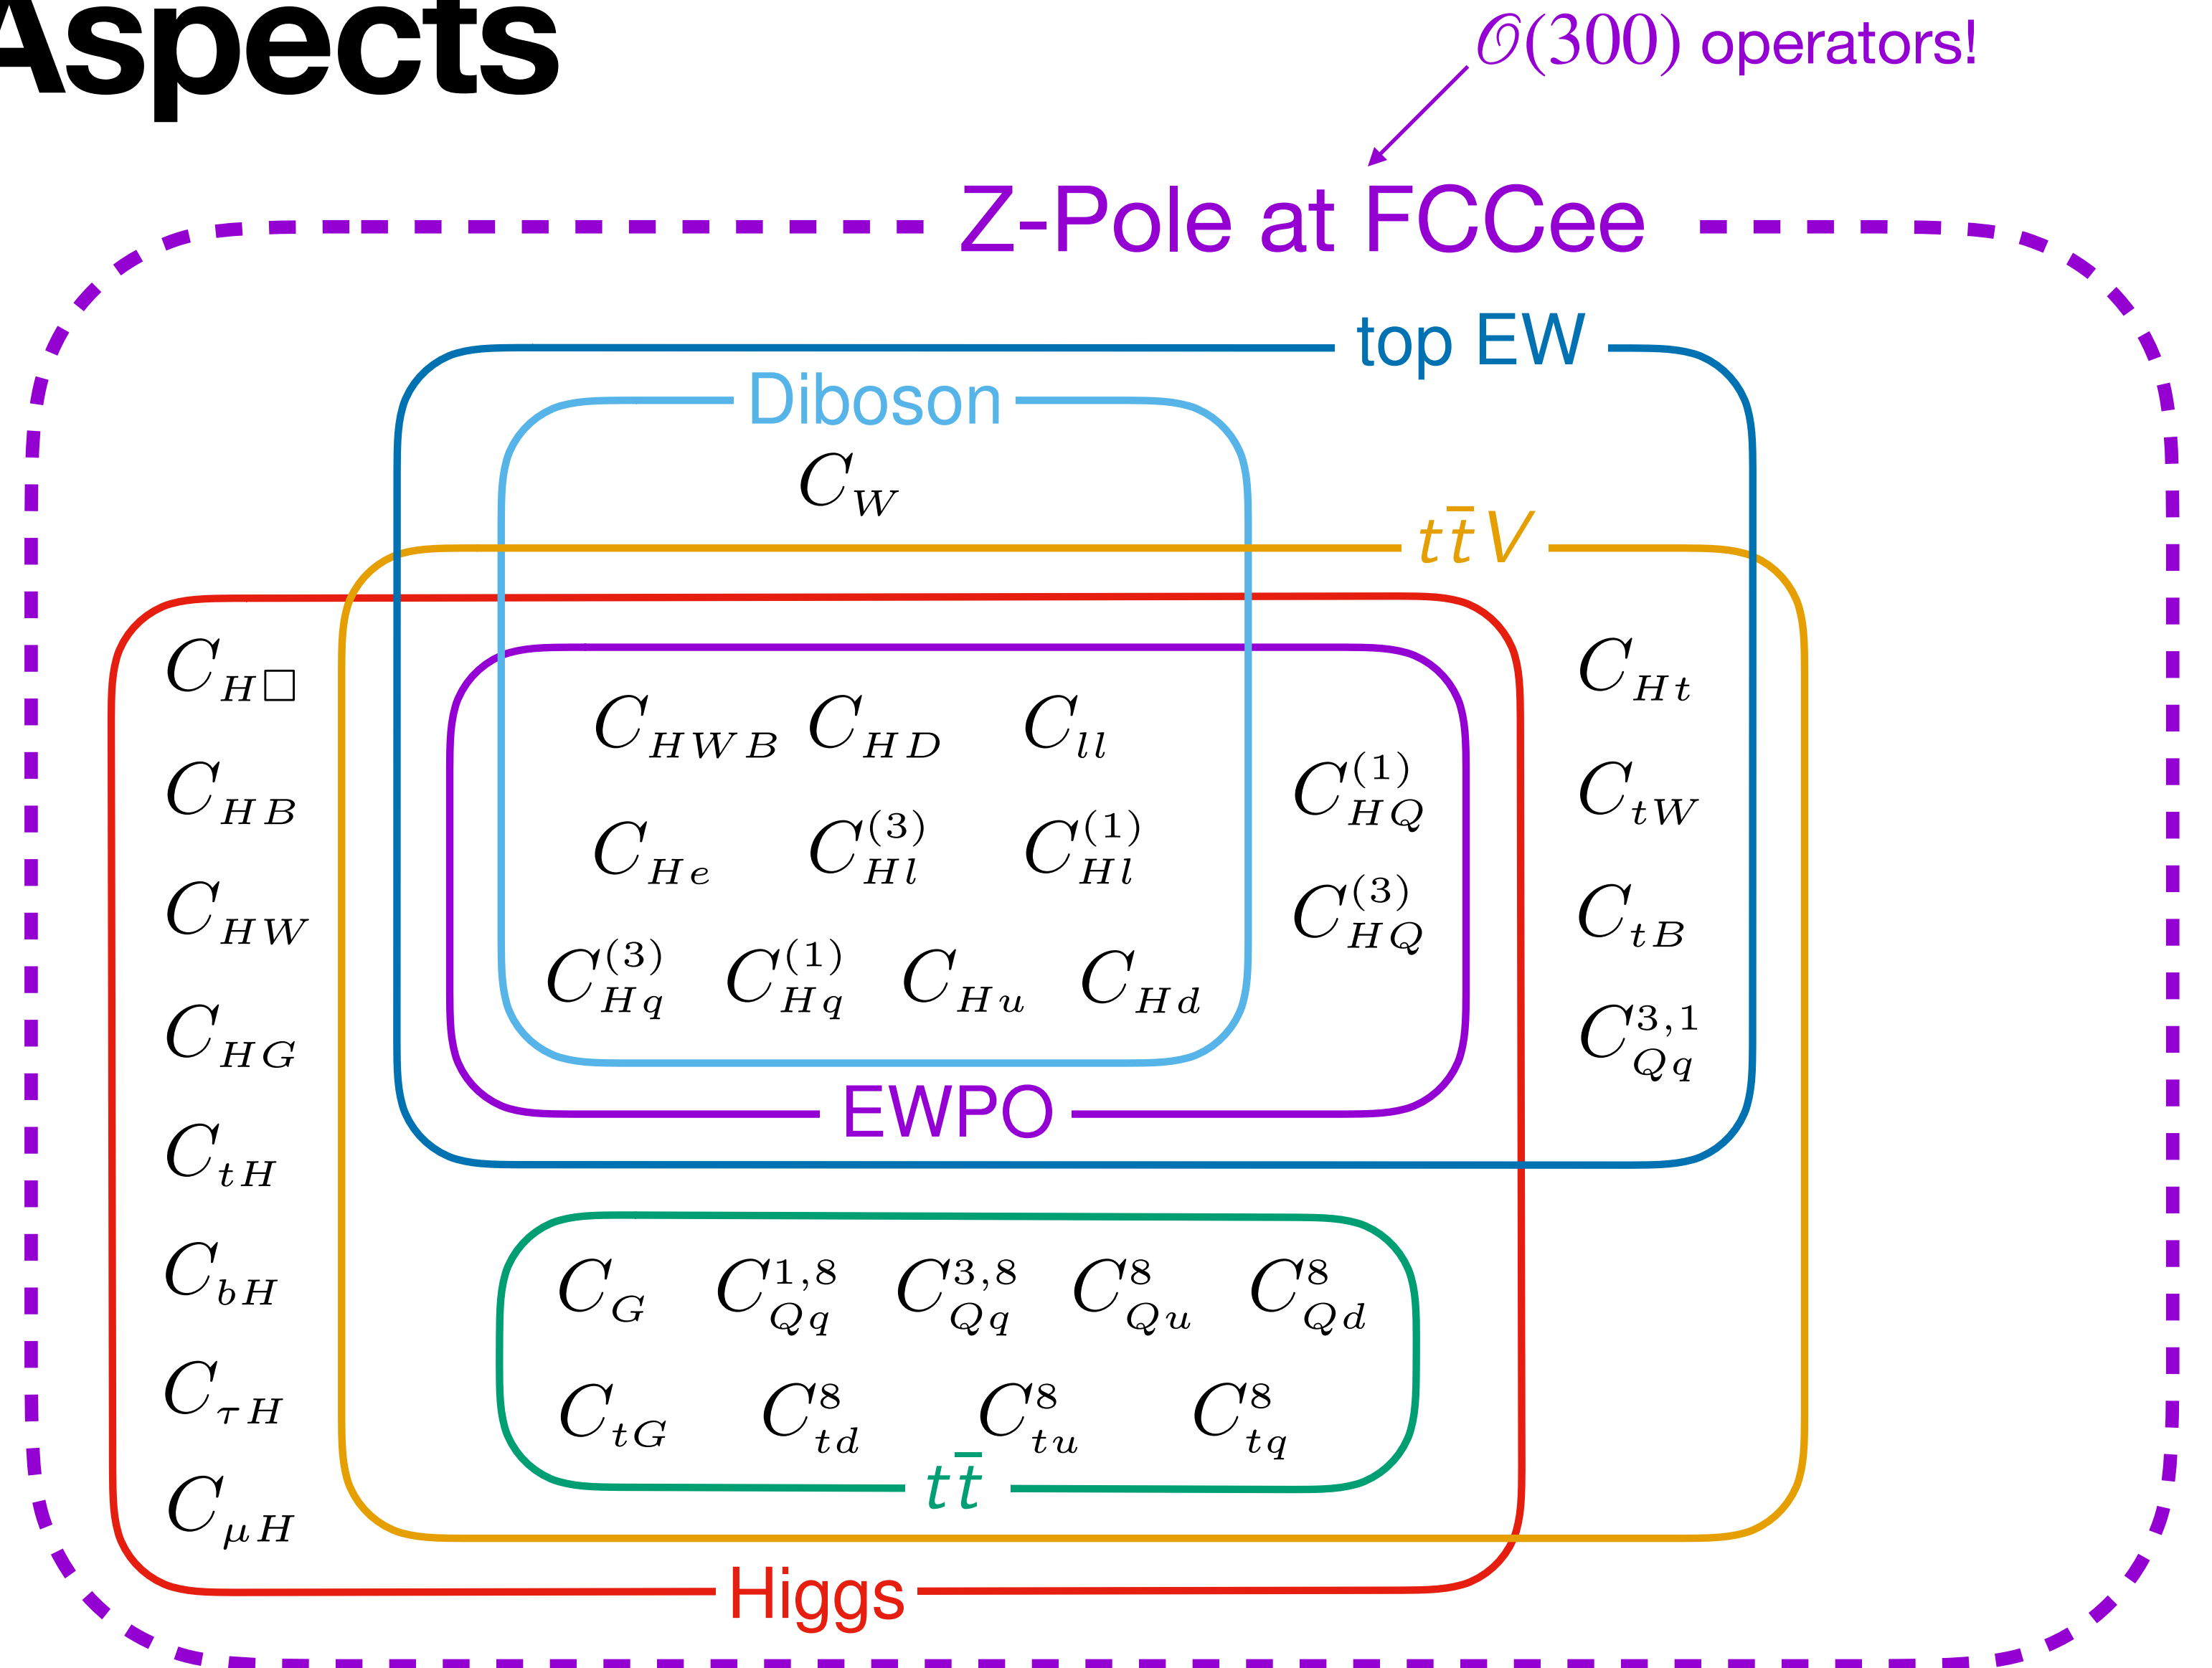 Aspects
𝒪(300) operators!
Z-Pole at FCCee
top EW
Diboson
C_W
tt̄V
C_{H□}
C_{HB}
C_{HW}
C_{HG}
C_{tH}
C_{bH}
C_{τH}
C_{μH}
C_{HWB} C_{HD} C_{ll}
C_{He} C_{Hl}^{(3)} C_{Hl}^{(1)}
C_{Hq}^{(3)} C_{Hq}^{(1)} C_{Hu} C_{Hd}
C_{HQ}^{(1)}
C_{HQ}^{(3)}
C_{Ht}
C_{tW}
C_{tB}
C_{Qq}^{3,1}
EWPO
C_G C_{Qq}^{1,8} C_{Qq}^{3,8} C_{Qu}^{8} C_{Qd}^{8}
C_{tG} C_{td}^{8} C_{tu}^{8} C_{tq}^{8}
tt̄
Higgs